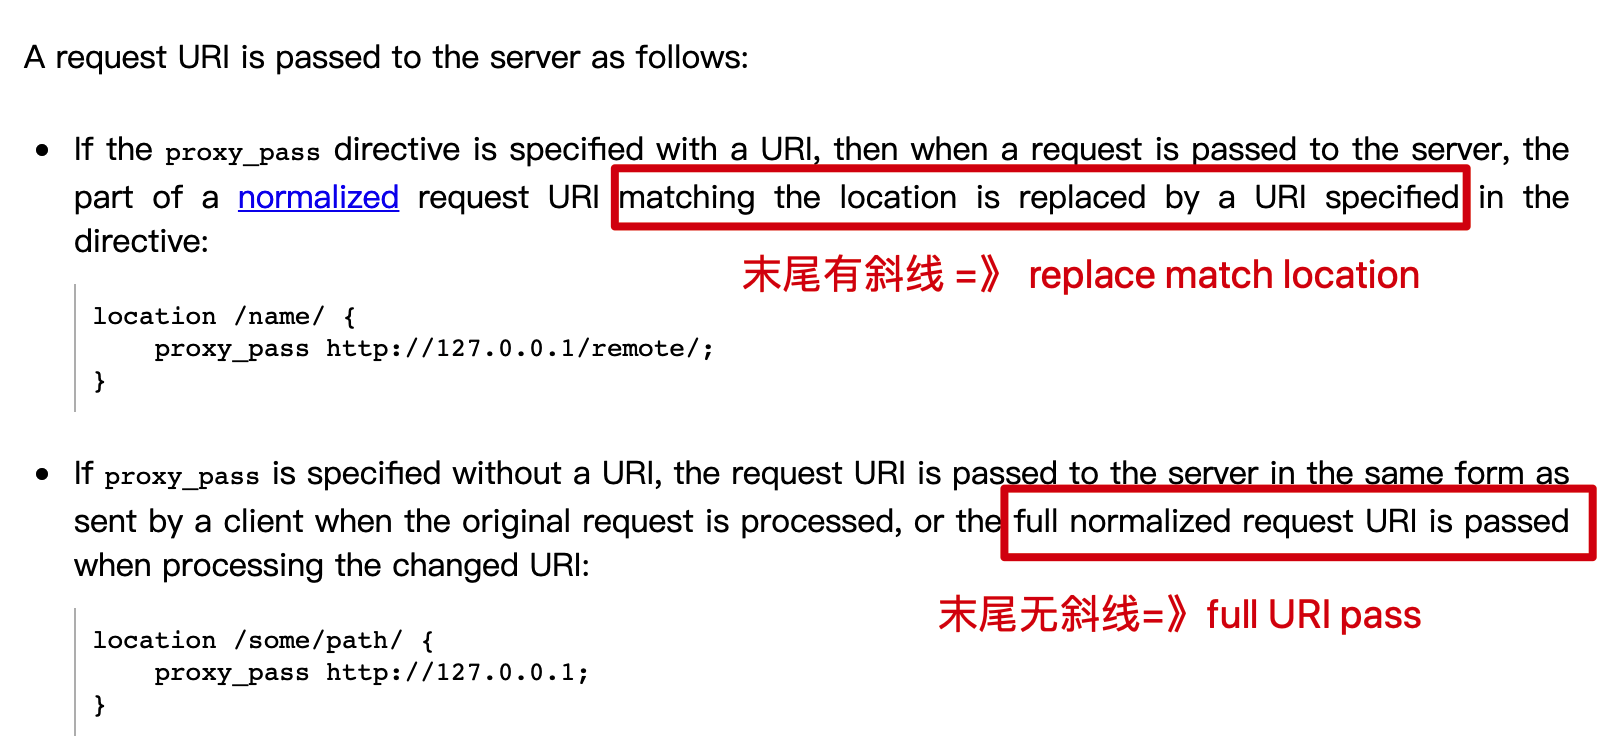 A request URI is passed to the server as follows:
• If the proxy_pass directive is specified with a URI, then when a request is passed to the server, the
part of a normalized request URI matching the location is replaced by a URI specified in the
directive:
末尾有斜线 =》 replace match location
location /name/ {
    proxy_pass http://127.0.0.1/remote/;
}
• If proxy_pass is specified without a URI, the request URI is passed to the server in the same form as
sent by a client when the original request is processed, or the full normalized request URI is passed
when processing the changed URI:
末尾无斜线=》full URI pass
location /some/path/ {
    proxy_pass http://127.0.0.1;
}